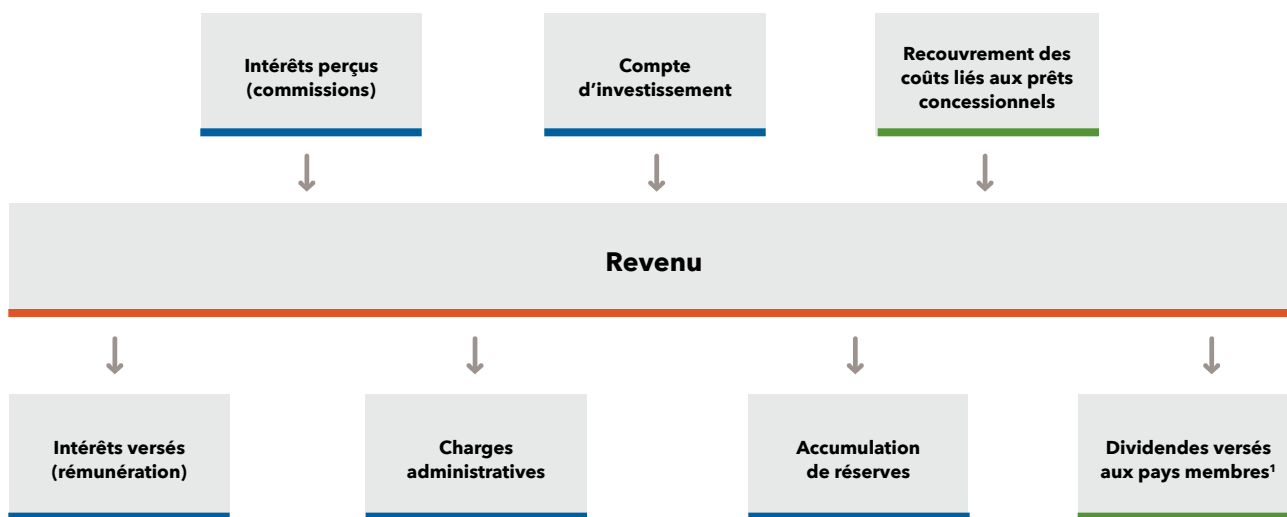 Intérêts perçus
(commissions)
Compte
d’investissement
Recouvrement des
coûts liés aux prêts
concessionnels
Revenu
Intérêts versés
(rémunération)
Charges
administratives
Accumulation
de réserves
Dividendes versés
aux pays membres¹